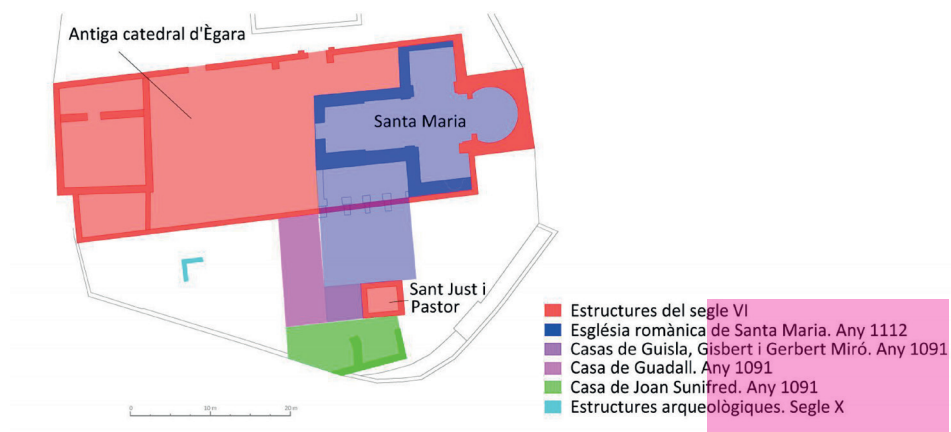 Antiga catedral d'Ègara
Santa Maria
Sant Just i
Pastor
Estructures del segle VI
Església romànica de Santa Maria. Any 1112
Casas de Guisla, Gisbert i Gerbert Miró. Any 1091
Casa de Guadall. Any 1091
Casa de Joan Sunifred. Any 1091
Estructures arqueològiques. Segle X
0 10 m 20 m